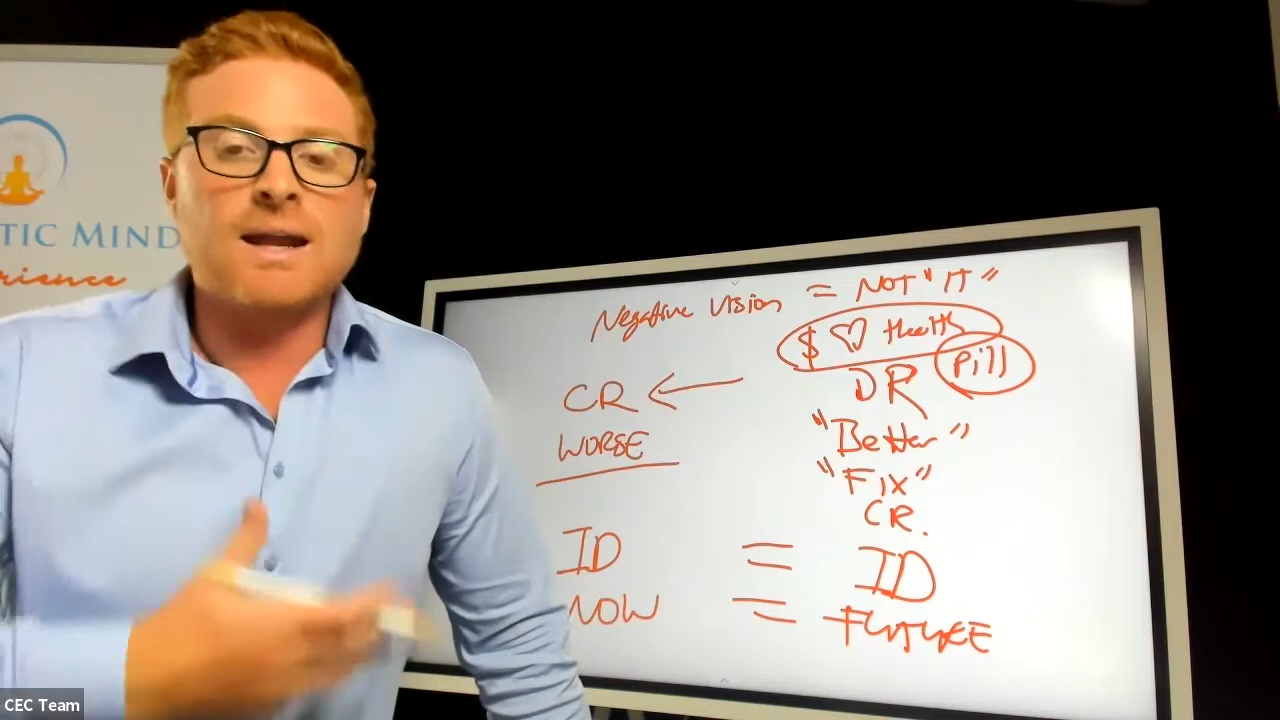 TIC MIND
rience
Negative Vision = NOT "IT"
$ ♡ Health
Pill
CR ← DR
WORSE "Better"
"FIX"
CR.
ID = ID
NOW = FUTURE
CEC Team